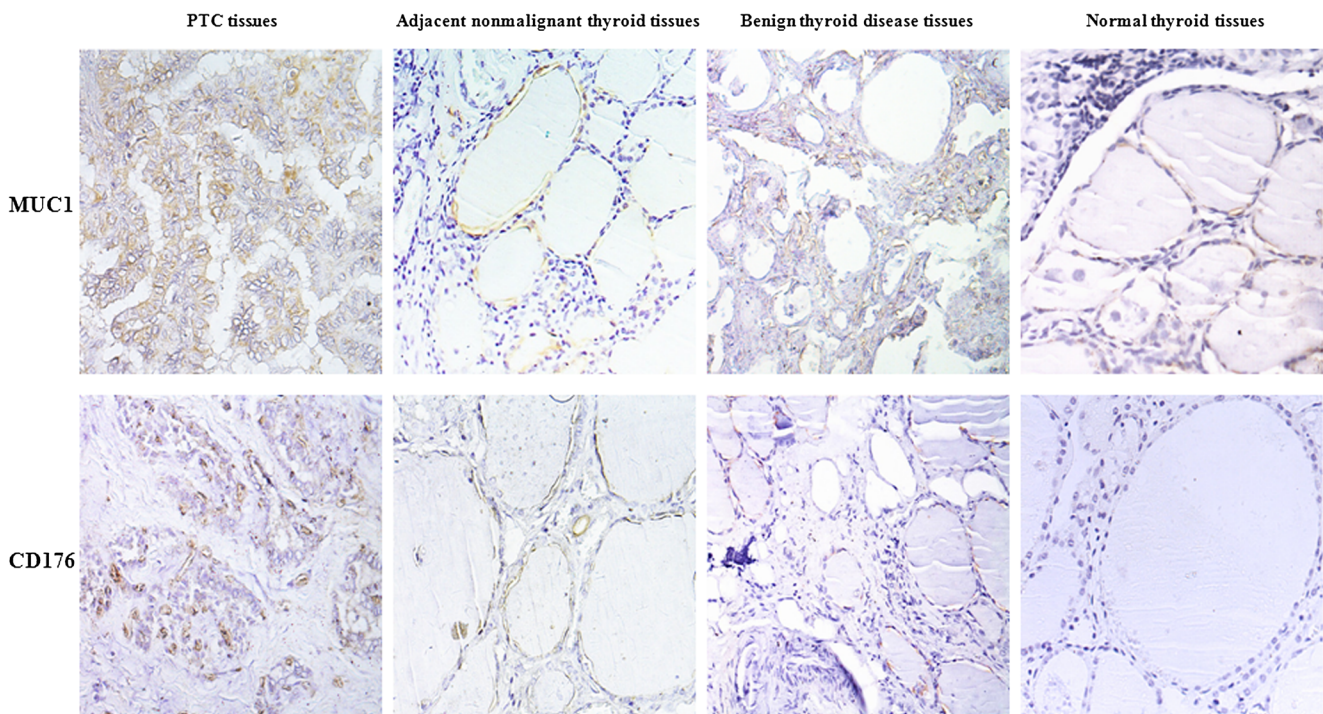 PTC tissues
Adjacent nonmalignant thyroid tissues
Benign thyroid disease tissues
Normal thyroid tissues
MUC1
CD176